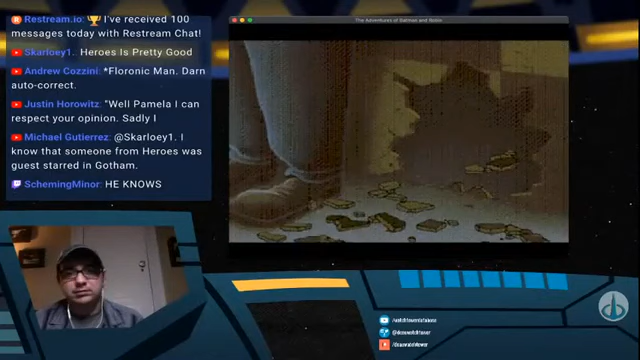 Restream.io: 🏆 I've received 100
messages today with Restream Chat!
Skarloey1. Heroes Is Pretty Good
Andrew Cozzini: *Floronic Man. Darn
auto-correct.
Justin Horowitz: "Well Pamela I can
respect your opinion. Sadly I
Michael Gutierrez: @Skarloey1. I
know that someone from Heroes was
guest starred in Gotham.
SchemingMinor: HE KNOWS
The Adventures of Batman and Robin